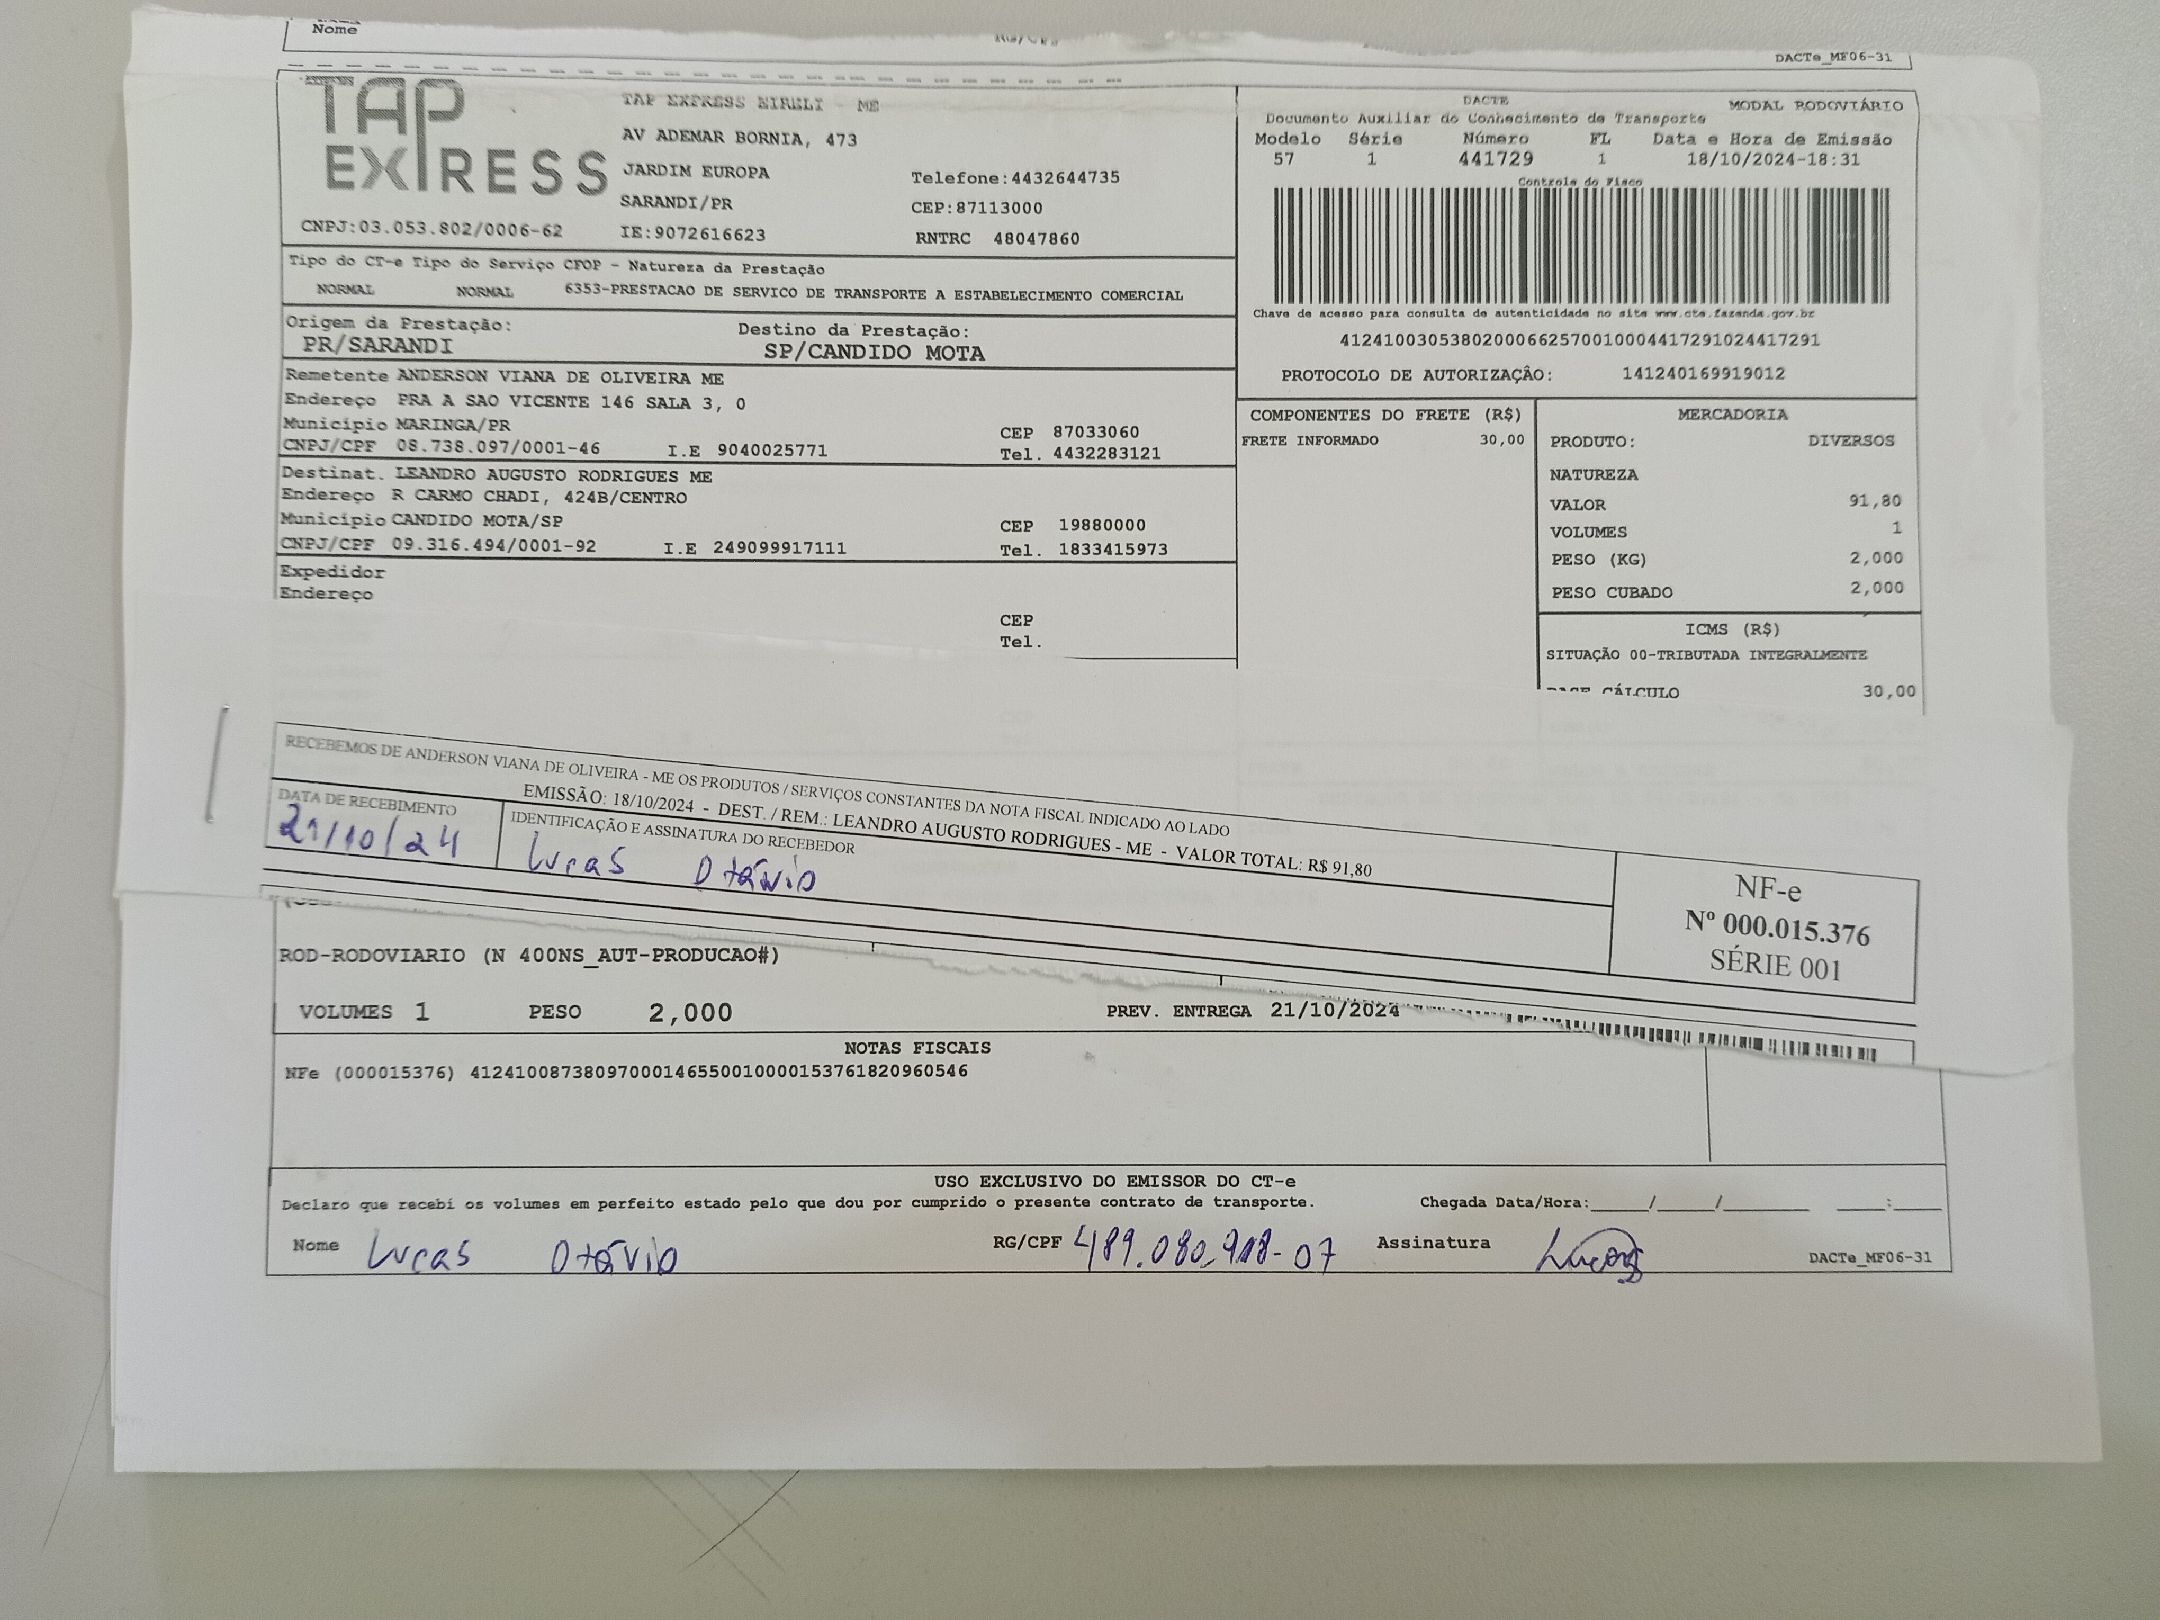 Nome
DACTe_MF06-31
TAP EXPRESS
TAP EXPRESS EIRELI - ME
AV ADEMAR BORNIA, 473
JARDIM EUROPA
Telefone:4432644735
SARANDI/PR
CEP:87113000
CNPJ:03.053.802/0006-62
IE:9072616623
RNTRC 48047860
DACTE
MODAL RODOVIÁRIO
Documento Auxiliar do Conhecimento de Transporte
Modelo Série Número FL Data e Hora de Emissão
57 1 441729 1 18/10/2024-18:31
Controle do Fisco
Chave de acesso para consulta de autenticidade no site www.cte.fazenda.gov.br
41241003053802000662570010004417291024417291
PROTOCOLO DE AUTORIZAÇÃO: 141240169919012
Tipo do CT-e Tipo do Serviço CFOP - Natureza da Prestação
NORMAL NORMAL 6353-PRESTACAO DE SERVICO DE TRANSPORTE A ESTABELECIMENTO COMERCIAL
Origem da Prestação: Destino da Prestação:
PR/SARANDI SP/CANDIDO MOTA
Remetente ANDERSON VIANA DE OLIVEIRA ME
Endereço PRA A SAO VICENTE 146 SALA 3, 0
Município MARINGA/PR CEP 87033060
CNPJ/CPF 08.738.097/0001-46 I.E 9040025771 Tel. 4432283121
Destinat. LEANDRO AUGUSTO RODRIGUES ME
Endereço R CARMO CHADI, 424B/CENTRO
Município CANDIDO MOTA/SP CEP 19880000
CNPJ/CPF 09.316.494/0001-92 I.E 249099917111 Tel. 1833415973
Expedidor
Endereço
CEP
Tel.
COMPONENTES DO FRETE (R$)
FRETE INFORMADO 30,00
MERCADORIA
PRODUTO: DIVERSOS
NATUREZA
VALOR 91,80
VOLUMES 1
PESO (KG) 2,000
PESO CUBADO 2,000
ICMS (R$)
SITUAÇÃO 00-TRIBUTADA INTEGRALMENTE
BASE CÁLCULO 30,00
RECEBEMOS DE ANDERSON VIANA DE OLIVEIRA - ME OS PRODUTOS / SERVIÇOS CONSTANTES DA NOTA FISCAL INDICADO AO LADO
EMISSÃO: 18/10/2024 - DEST. / REM.: LEANDRO AUGUSTO RODRIGUES - ME - VALOR TOTAL: R$ 91,80
DATA DE RECEBIMENTO
21/10/24
IDENTIFICAÇÃO E ASSINATURA DO RECEBEDOR
Lucas Otávio
NF-e
Nº 000.015.376
SÉRIE 001
ROD-RODOVIARIO (N 400NS_AUT-PRODUCAO#)
VOLUMES 1 PESO 2,000 PREV. ENTREGA 21/10/2024
NOTAS FISCAIS
NFe (000015376) 41241008738097000146550010000153761820960546
USO EXCLUSIVO DO EMISSOR DO CT-e
Declaro que recebi os volumes em perfeito estado pelo que dou por cumprido o presente contrato de transporte. Chegada Data/Hora:_____/_____/________ ____:____
Nome Lucas Otávio RG/CPF 489.080.918-07 Assinatura Lucas
DACTe_MF06-31